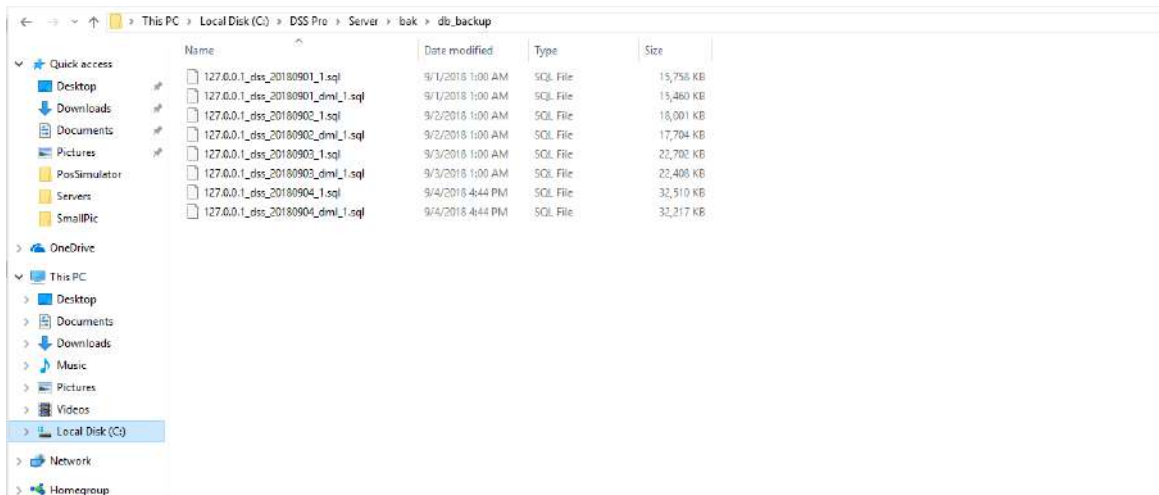 This PC > Local Disk (C:) > DSS Pro > Server > bak > db_backup
Name Date modified Type Size
Quick access
Desktop
Downloads
Documents
Pictures
PosSimulator
Servers
SmallPic
OneDrive
This PC
Desktop
Documents
Downloads
Music
Pictures
Videos
Local Disk (C:)
Network
Homegroup
127.0.0.1_dss_20180901_1.sql 9/1/2018 1:00 AM SQL File 15,758 KB
127.0.0.1_dss_20180901_dml_1.sql 9/1/2018 1:00 AM SQL File 15,460 KB
127.0.0.1_dss_20180902_1.sql 9/2/2018 1:00 AM SQL File 18,001 KB
127.0.0.1_dss_20180902_dml_1.sql 9/2/2018 1:00 AM SQL File 17,704 KB
127.0.0.1_dss_20180903_1.sql 9/3/2018 1:00 AM SQL File 22,702 KB
127.0.0.1_dss_20180903_dml_1.sql 9/3/2018 1:00 AM SQL File 22,408 KB
127.0.0.1_dss_20180904_1.sql 9/4/2018 4:44 PM SQL File 32,510 KB
127.0.0.1_dss_20180904_dml_1.sql 9/4/2018 4:44 PM SQL File 32,217 KB